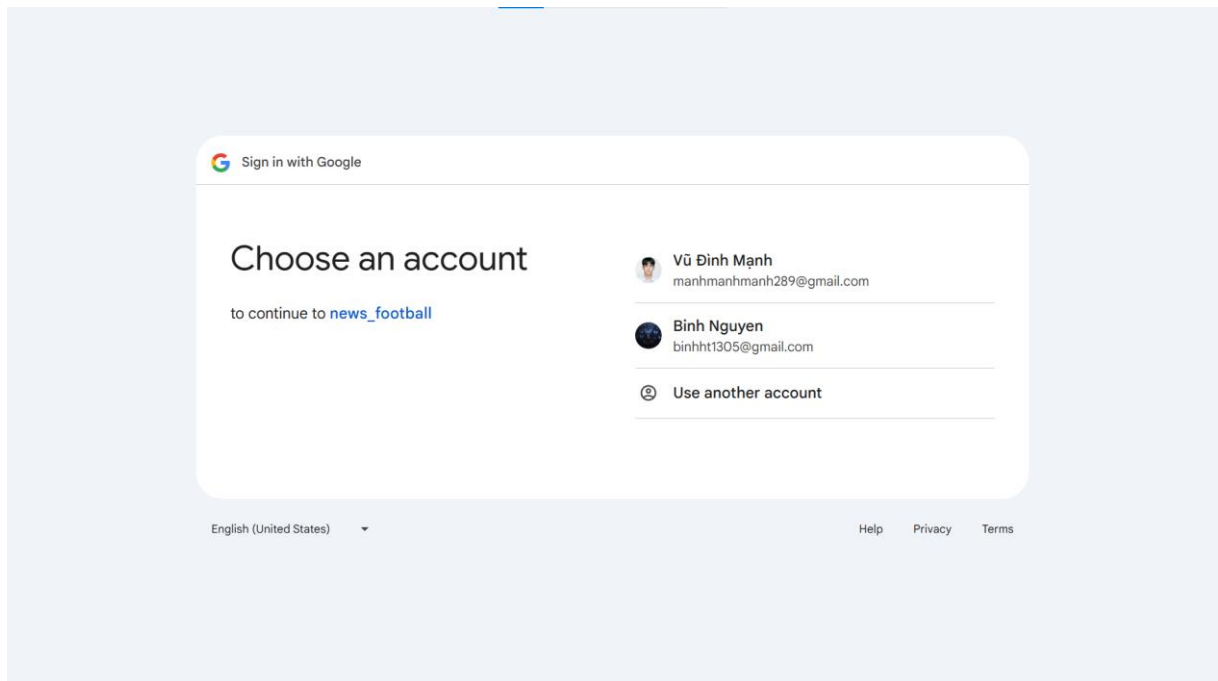 Sign in with Google
Choose an account
to continue to news_football
Vũ Đình Mạnh
manhmanhmanh289@gmail.com
Binh Nguyen
binhht1305@gmail.com
Use another account
English (United States)
Help Privacy Terms